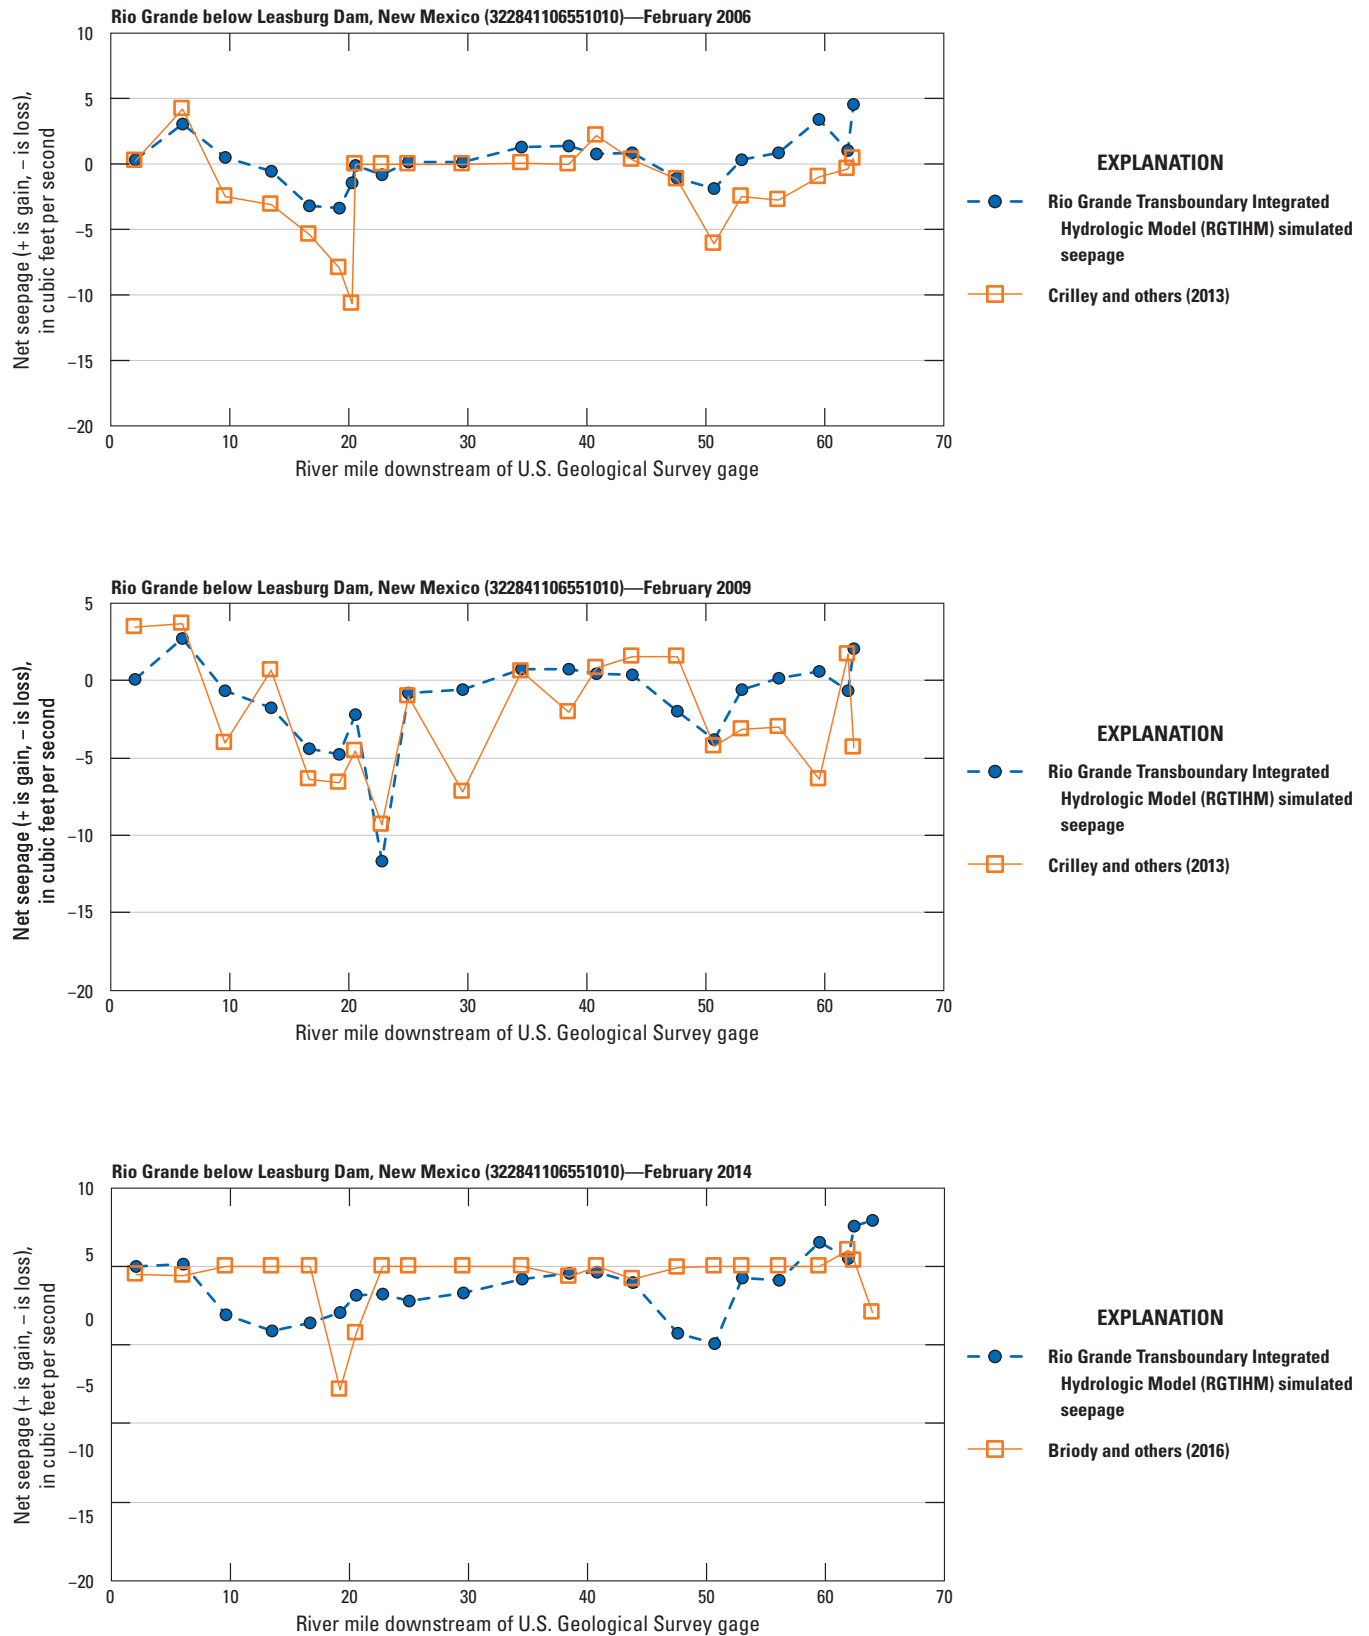 Rio Grande below Leasburg Dam, New Mexico (322841106551010)—February 2006
Net seepage (+ is gain, – is loss),
in cubic feet per second
10
5
0
–5
–10
–15
–20
0 10 20 30 40 50 60 70
River mile downstream of U.S. Geological Survey gage
EXPLANATION
Rio Grande Transboundary Integrated
Hydrologic Model (RGTIHM) simulated
seepage
Crilley and others (2013)
Rio Grande below Leasburg Dam, New Mexico (322841106551010)—February 2009
Net seepage (+ is gain, – is loss),
in cubic feet per second
5
0
–5
–10
–15
–20
0 10 20 30 40 50 60 70
River mile downstream of U.S. Geological Survey gage
EXPLANATION
Rio Grande Transboundary Integrated
Hydrologic Model (RGTIHM) simulated
seepage
Crilley and others (2013)
Rio Grande below Leasburg Dam, New Mexico (322841106551010)—February 2014
Net seepage (+ is gain, – is loss),
in cubic feet per second
10
5
0
–5
–10
–15
–20
0 10 20 30 40 50 60 70
River mile downstream of U.S. Geological Survey gage
EXPLANATION
Rio Grande Transboundary Integrated
Hydrologic Model (RGTIHM) simulated
seepage
Briody and others (2016)